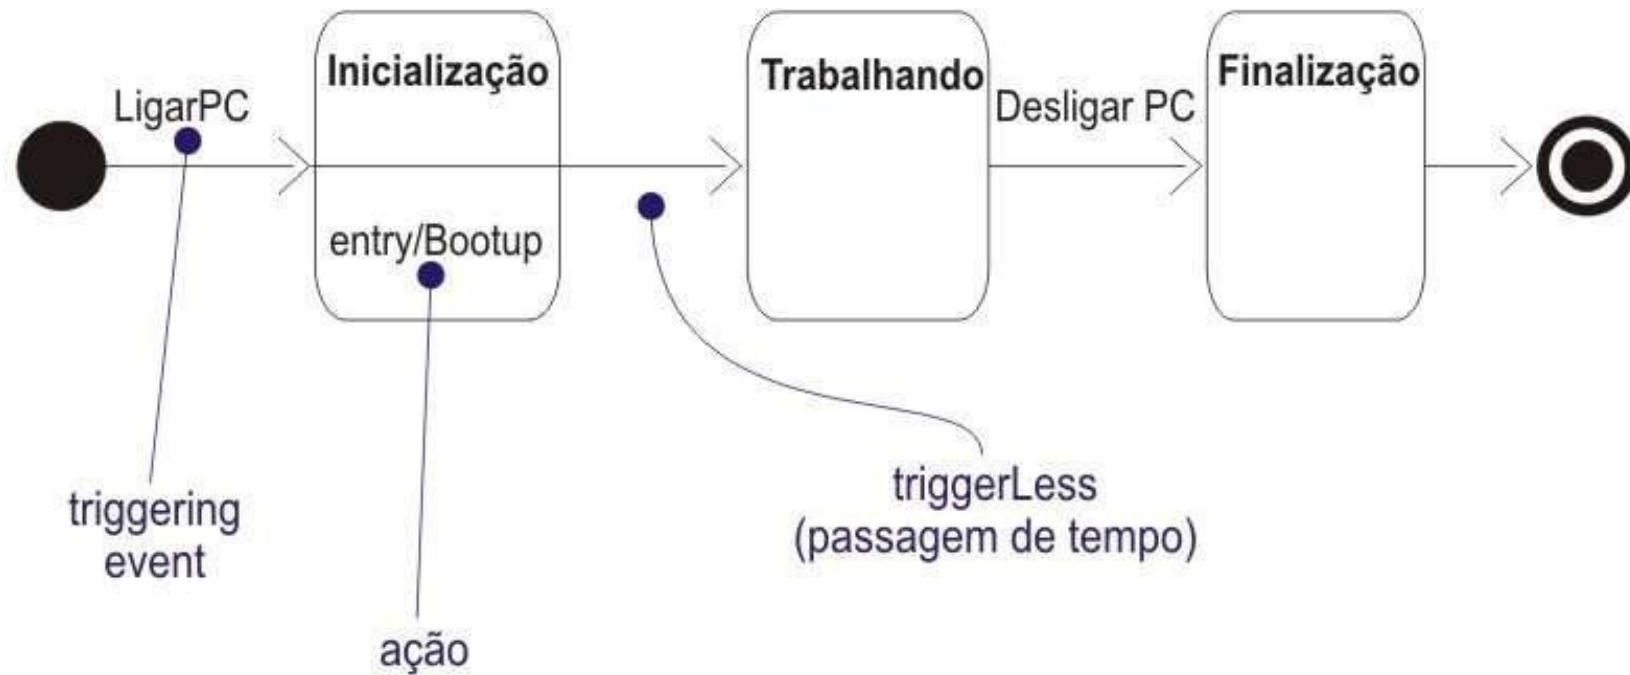 LigarPC
Inicialização
entry/Bootup
Trabalhando
Desligar PC
Finalização
triggering
event
ação
triggerLess
(passagem de tempo)